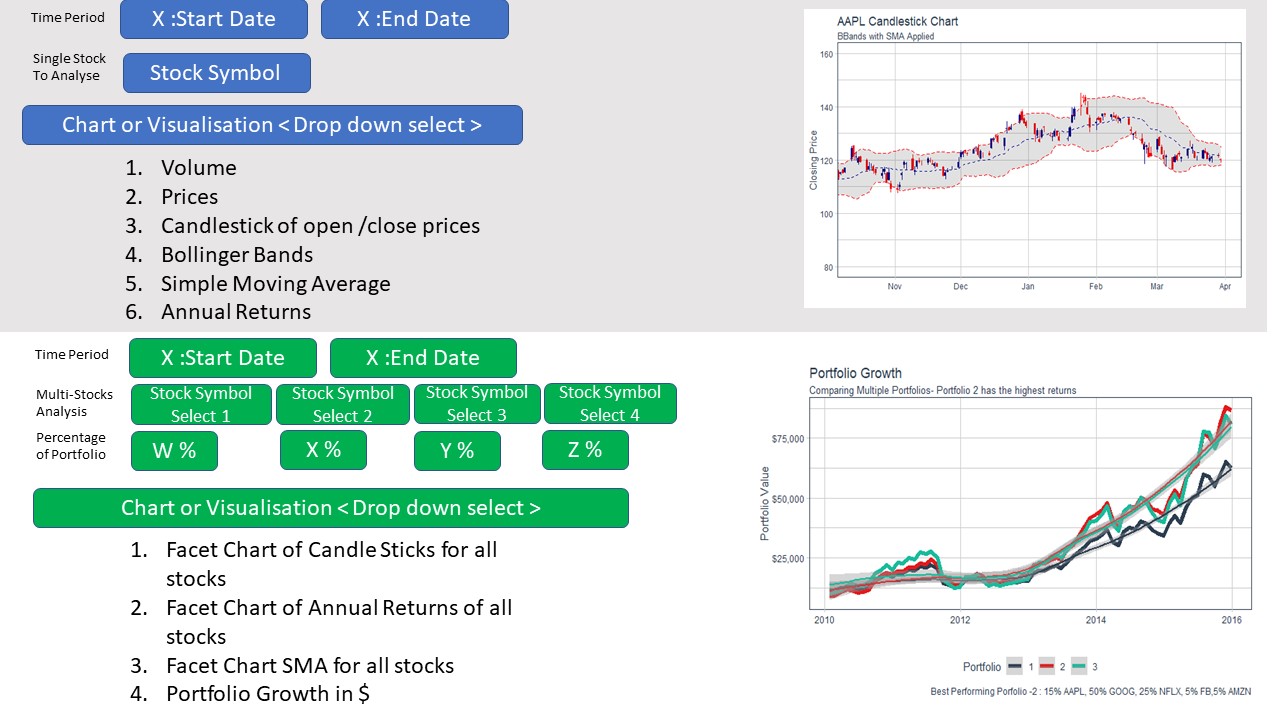 Time Period
X :Start Date
X :End Date
Single Stock
To Analyse
Stock Symbol
Chart or Visualisation < Drop down select >
1. Volume
2. Prices
3. Candlestick of open /close prices
4. Bollinger Bands
5. Simple Moving Average
6. Annual Returns
AAPL Candlestick Chart
BBands with SMA Applied
Closing Price
160
140
120
100
80
Nov Dec Jan Feb Mar Apr
Time Period
X :Start Date
X :End Date
Multi-Stocks
Analysis
Stock Symbol
Select 1
Stock Symbol
Select 2
Stock Symbol
Select 3
Stock Symbol
Select 4
Percentage
of Portfolio
W %
X %
Y %
Z %
Chart or Visualisation < Drop down select >
1. Facet Chart of Candle Sticks for all
stocks
2. Facet Chart of Annual Returns of all
stocks
3. Facet Chart SMA for all stocks
4. Portfolio Growth in $
Portfolio Growth
Comparing Multiple Portfolios- Portfolio 2 has the highest returns
Portfolio Value
$75,000
$50,000
$25,000
2010 2012 2014 2016
Portfolio 1 2 3
Best Performing Porfolio -2 : 15% AAPL, 50% GOOG, 25% NFLX, 5% FB,5% AMZN